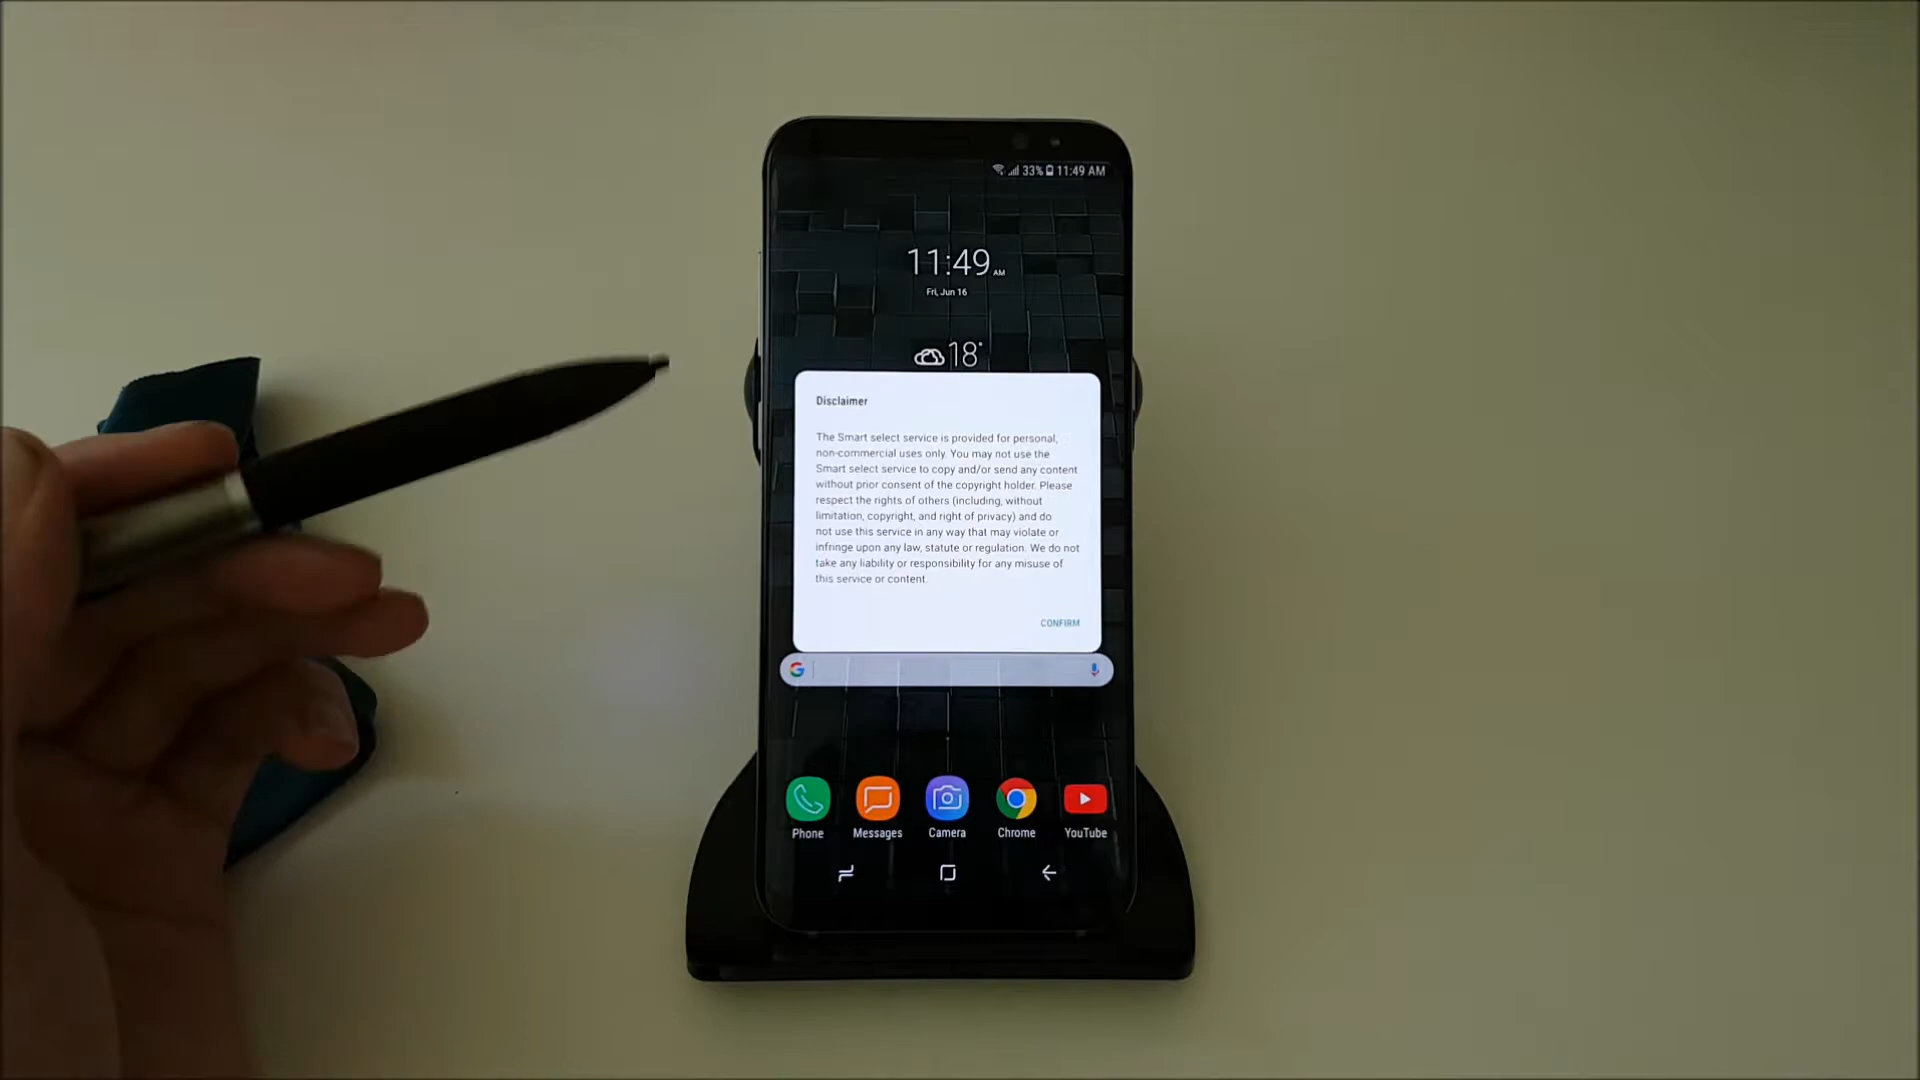 33% 11:49 AM
11:49 AM
Fri, Jun 16
18°
Disclaimer
The Smart select service is provided for personal,
non-commercial uses only. You may not use the
Smart select service to copy and/or send any content
without prior consent of the copyright holder. Please
respect the rights of others (including, without
limitation, copyright, and right of privacy) and do
not use this service in any way that may violate or
infringe upon any law, statute or regulation. We do not
take any liability or responsibility for any misuse of
this service or content.
CONFIRM
G
Phone Messages Camera Chrome YouTube